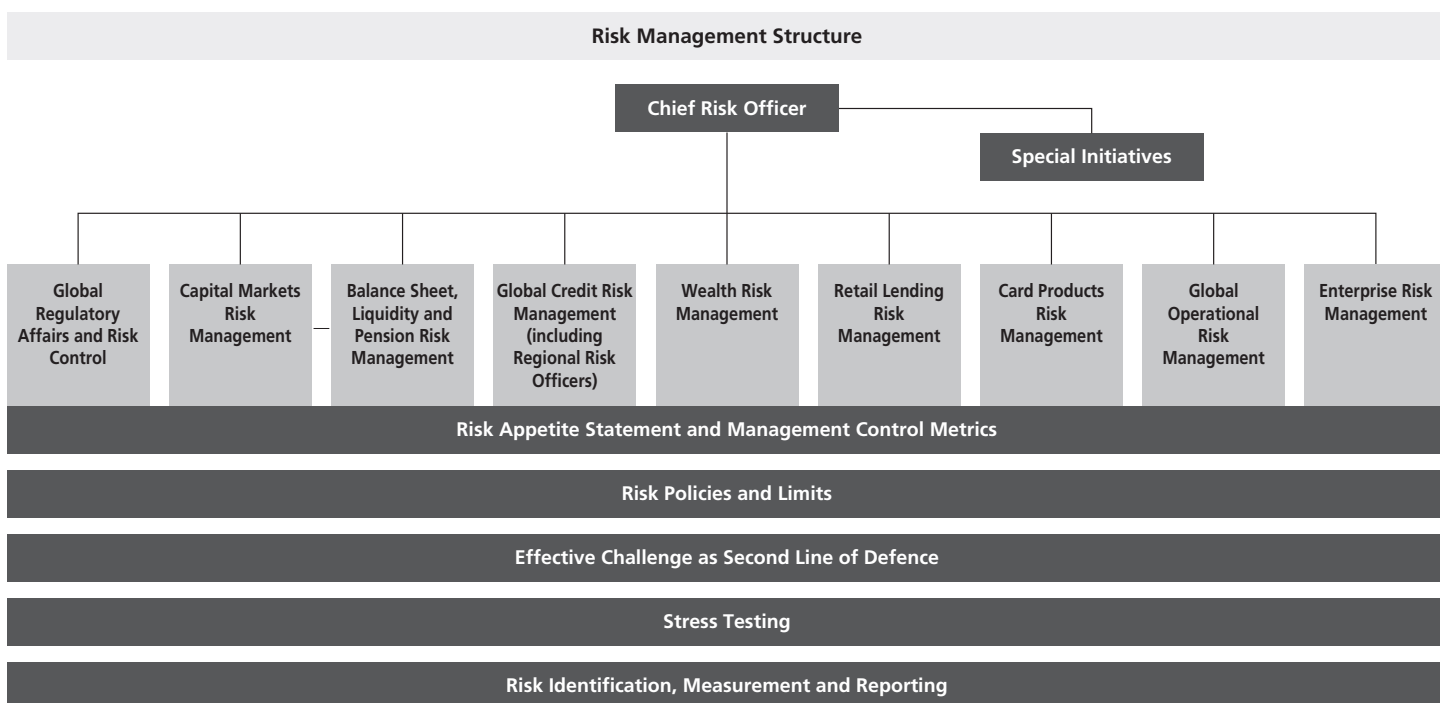 Risk Management Structure
Chief Risk Officer
Special Initiatives
Global
Regulatory
Affairs and Risk
Control
Capital Markets
Risk
Management
Balance Sheet,
Liquidity and
Pension Risk
Management
Global Credit Risk
Management
(including
Regional Risk
Officers)
Wealth Risk
Management
Retail Lending
Risk
Management
Card Products
Risk
Management
Global
Operational
Risk
Management
Enterprise Risk
Management
Risk Appetite Statement and Management Control Metrics
Risk Policies and Limits
Effective Challenge as Second Line of Defence
Stress Testing
Risk Identification, Measurement and Reporting